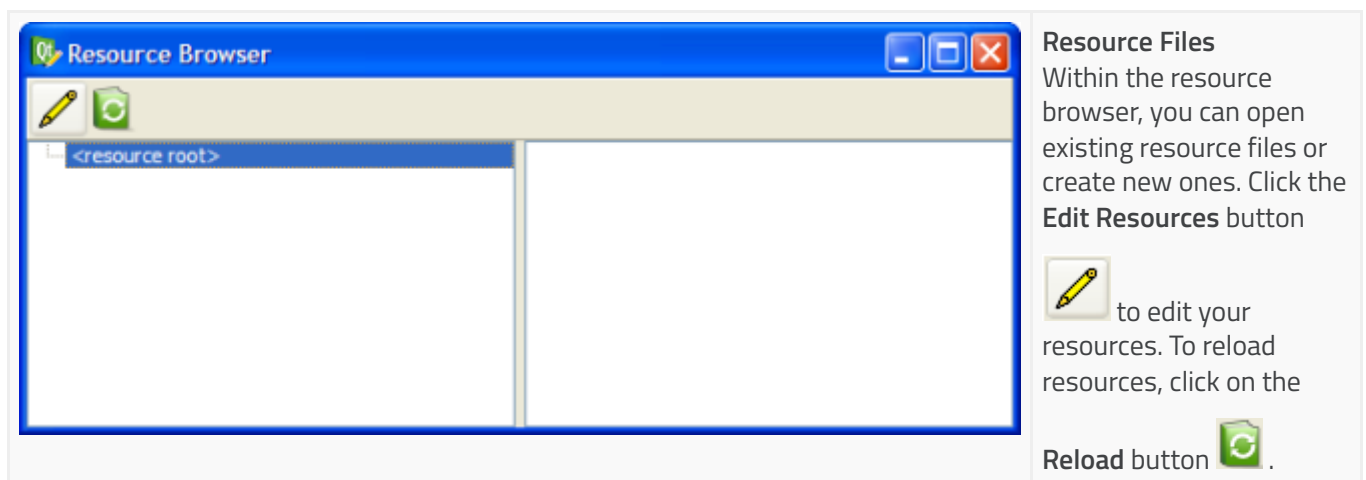 Resource Browser
<resource root>
Resource Files
Within the resource
browser, you can open
existing resource files or
create new ones. Click the
Edit Resources button
to edit your
resources. To reload
resources, click on the
Reload button .